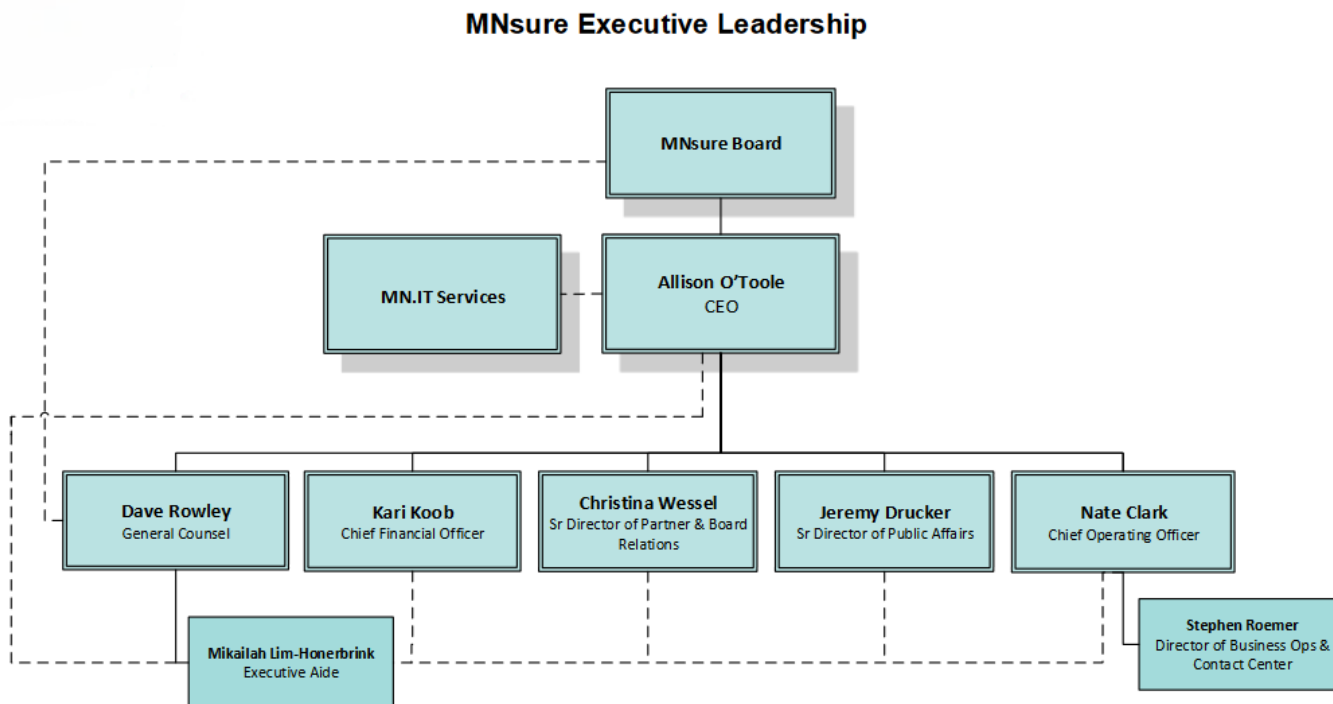 MNsure Executive Leadership
MNsure Board
MN.IT Services
Allison O’Toole
CEO
Dave Rowley
General Counsel
Kari Koob
Chief Financial Officer
Christina Wessel
Sr Director of Partner & Board
Relations
Jeremy Drucker
Sr Director of Public Affairs
Nate Clark
Chief Operating Officer
Mikailah Lim-Honerbrink
Executive Aide
Stephen Roemer
Director of Business Ops &
Contact Center